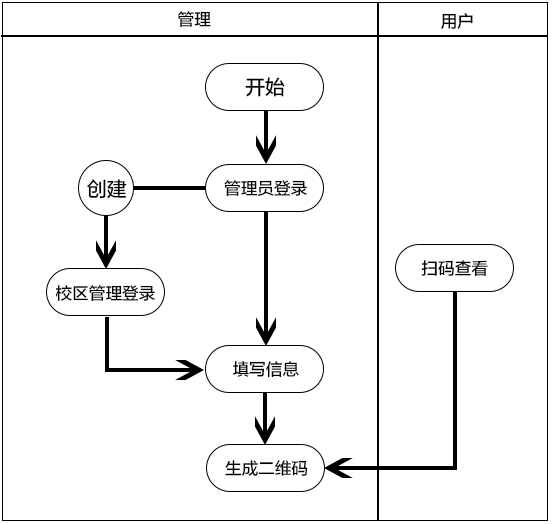 管理
用户
开始
创建
管理员登录
扫码查看
校区管理登录
填写信息
生成二维码